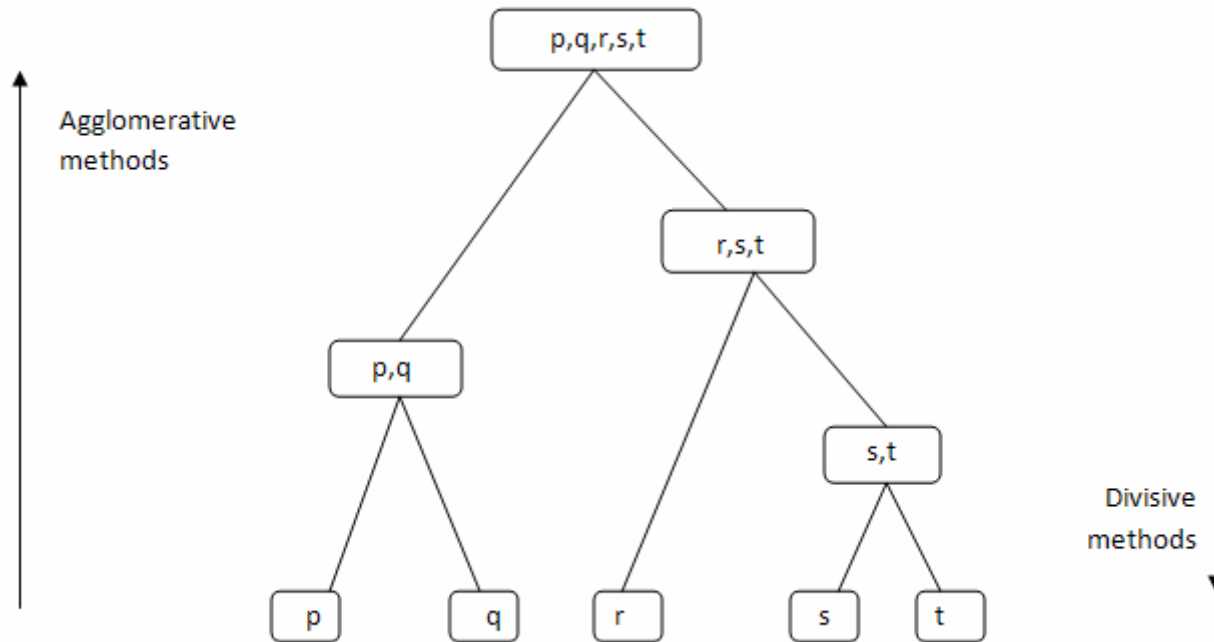 p,q,r,s,t
Agglomerative
methods
r,s,t
p,q
s,t
Divisive
methods
p
q
r
s
t